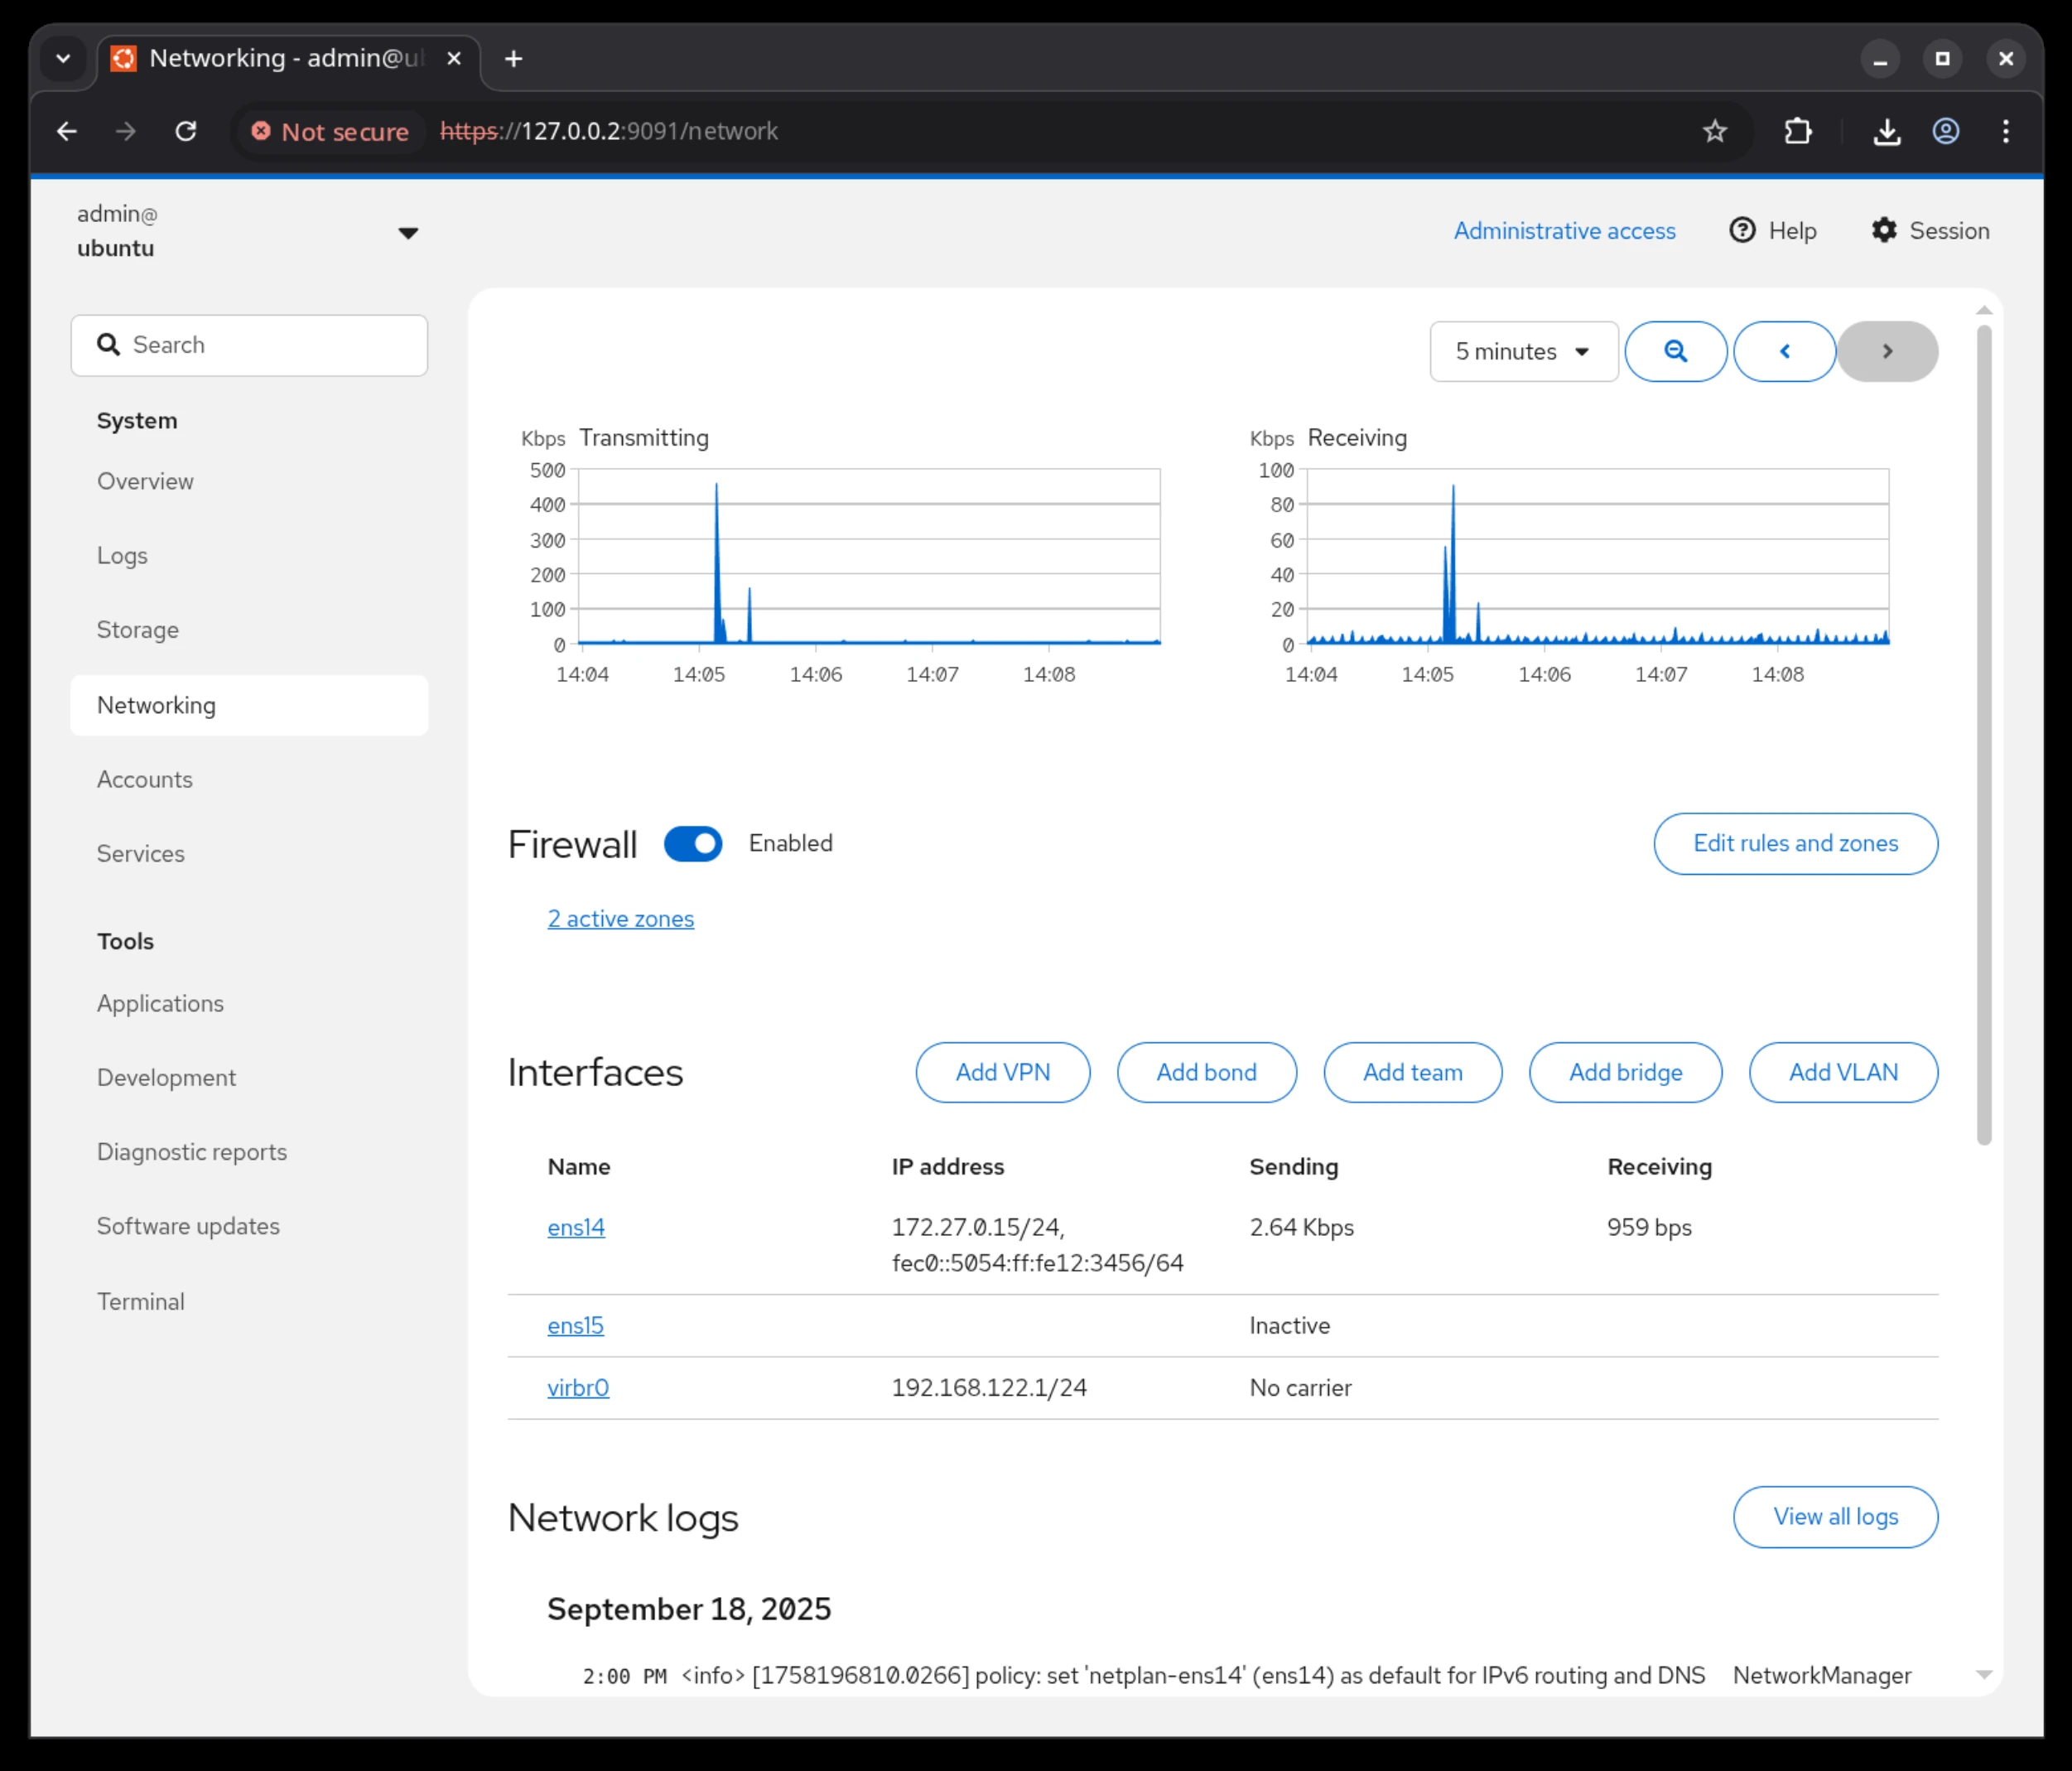 Networking - admin@ul
Not secure
https://127.0.0.2:9091/network
admin@
ubuntu
Administrative access
Help
Session
Search
System
Overview
Logs
Storage
Networking
Accounts
Services
Tools
Applications
Development
Diagnostic reports
Software updates
Terminal
5 minutes
Kbps Transmitting
500
400
300
200
100
0
14:04 14:05 14:06 14:07 14:08
Kbps Receiving
100
80
60
40
20
0
14:04 14:05 14:06 14:07 14:08
Firewall Enabled Edit rules and zones
2 active zones
Interfaces Add VPN Add bond Add team Add bridge Add VLAN
Name IP address Sending Receiving
ens14 172.27.0.15/24, 2.64 Kbps 959 bps
fec0::5054:ff:fe12:3456/64
ens15 Inactive
virbr0 192.168.122.1/24 No carrier
Network logs View all logs
September 18, 2025
2:00 PM <info> [1758196810.0266] policy: set 'netplan-ens14' (ens14) as default for IPv6 routing and DNS NetworkManager